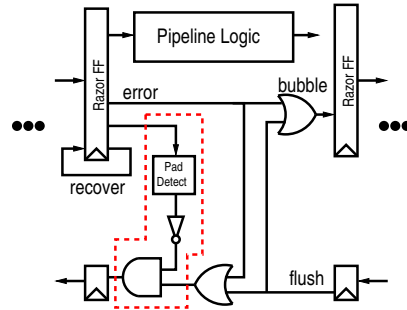 Pipeline Logic
Razor FF
Razor FF
error
bubble
Pad
Detect
recover
flush